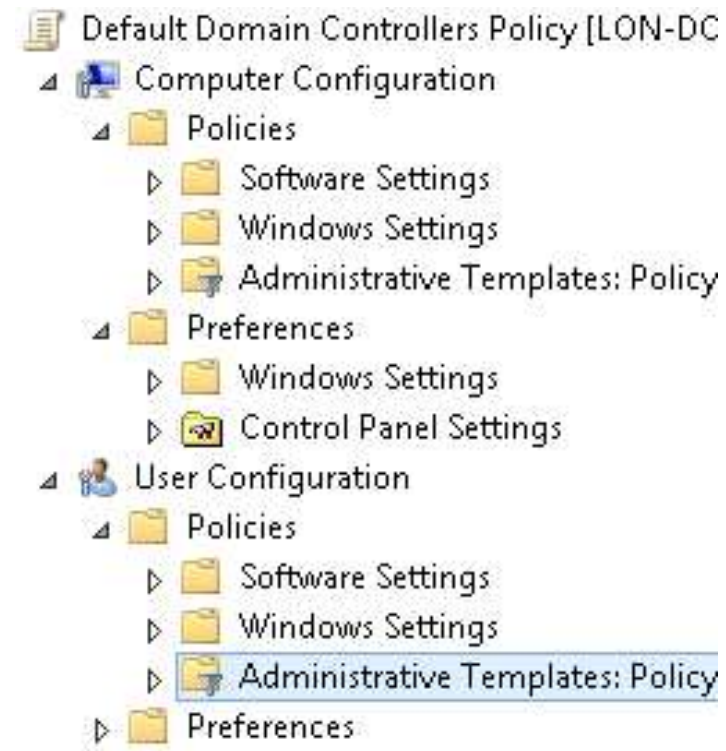 Default Domain Controllers Policy [LON-DC
Computer Configuration
Policies
Software Settings
Windows Settings
Administrative Templates: Policy
Preferences
Windows Settings
Control Panel Settings
User Configuration
Policies
Software Settings
Windows Settings
Administrative Templates: Policy
Preferences